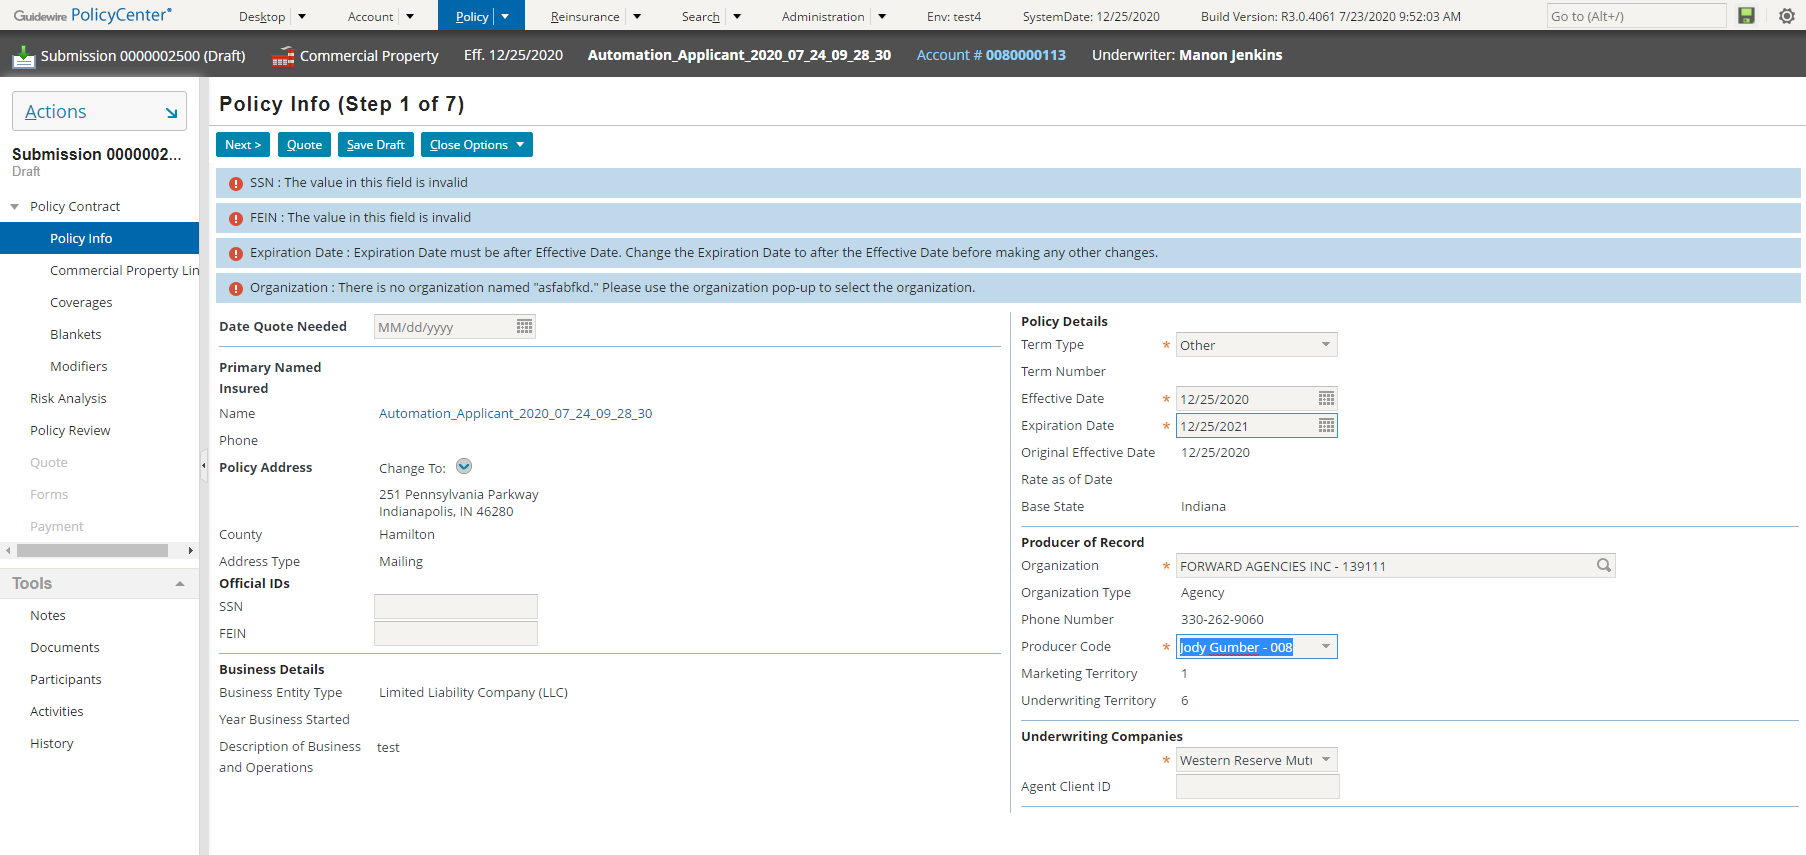 Guidewire PolicyCenter® Desktop Account Policy Reinsurance Search Administration Env: test4 SystemDate: 12/25/2020 Build Version: R3.0.4061 7/23/2020 9:52:03 AM Go to (Alt+/)
Submission 0000002500 (Draft) Commercial Property Eff. 12/25/2020 Automation_Applicant_2020_07_24_09_28_30 Account # 0080000113 Underwriter: Manon Jenkins
Actions
Submission 0000002...
Draft
Policy Contract
Policy Info
Commercial Property Lin
Coverages
Blankets
Modifiers
Risk Analysis
Policy Review
Quote
Forms
Payment
Tools
Notes
Documents
Participants
Activities
History
Policy Info (Step 1 of 7)
Next > Quote Save Draft Close Options
SSN : The value in this field is invalid
FEIN : The value in this field is invalid
Expiration Date : Expiration Date must be after Effective Date. Change the Expiration Date to after the Effective Date before making any other changes.
Organization : There is no organization named "asfabfkd." Please use the organization pop-up to select the organization.
Date Quote Needed MM/dd/yyyy
Primary Named
Insured
Name Automation_Applicant_2020_07_24_09_28_30
Phone
Policy Address Change To:
251 Pennsylvania Parkway
Indianapolis, IN 46280
County Hamilton
Address Type Mailing
Official IDs
SSN
FEIN
Business Details
Business Entity Type Limited Liability Company (LLC)
Year Business Started
Description of Business test
and Operations
Policy Details
Term Type * Other
Term Number
Effective Date * 12/25/2020
Expiration Date * 12/25/2021
Original Effective Date 12/25/2020
Rate as of Date
Base State Indiana
Producer of Record
Organization * FORWARD AGENCIES INC - 139111
Organization Type Agency
Phone Number 330-262-9060
Producer Code * Jody Gumber - 008
Marketing Territory 1
Underwriting Territory 6
Underwriting Companies
* Western Reserve Mutu
Agent Client ID